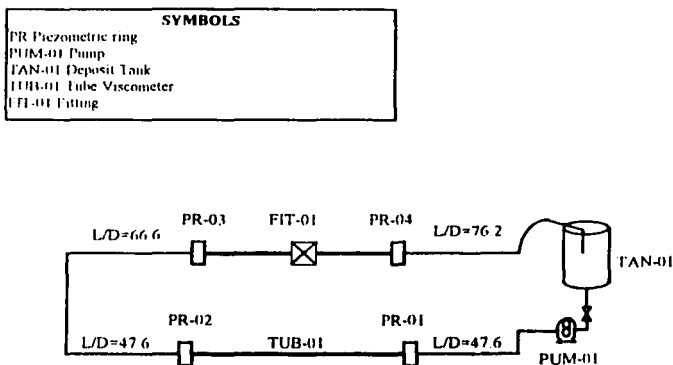 SYMBOLS
PR Piezometric ring
PUM-01 Pump
TAN-01 Deposit Tank
TUB-01 Tube Viscometer
FIT-01 Fitting
PR-03 FIT-01 PR-04
L/D=66.6 L/D=76.2
TAN-01
PR-02 PR-01
L/D=47.6 TUB-01 L/D=47.6
PUM-01